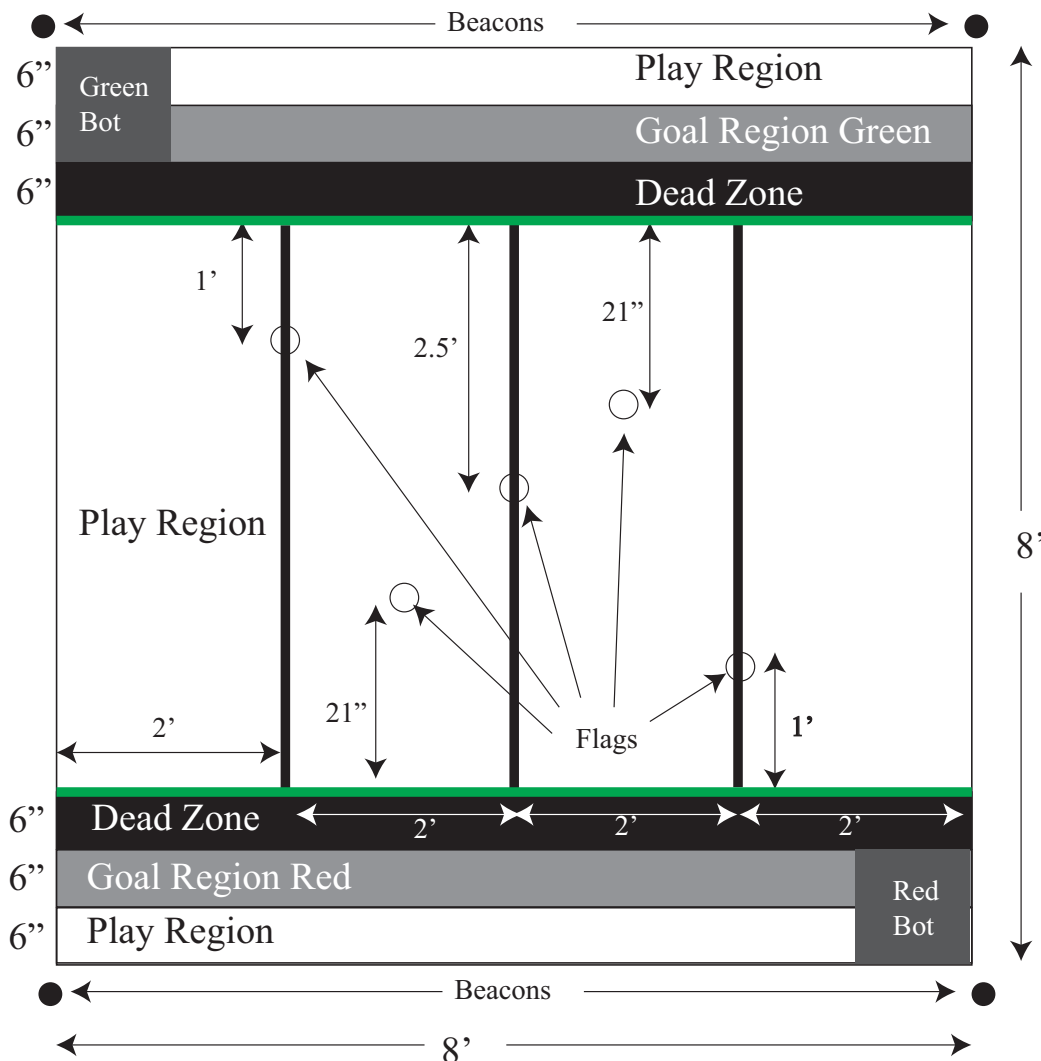 Beacons
6” Green Play Region
6” Bot Goal Region Green
6” Dead Zone
1’
21”
2.5’
Play Region
8’
21”
2’
1’
Flags
6” Dead Zone
2’ 2’ 2’
6” Goal Region Red Red
6” Play Region Bot
Beacons
8’